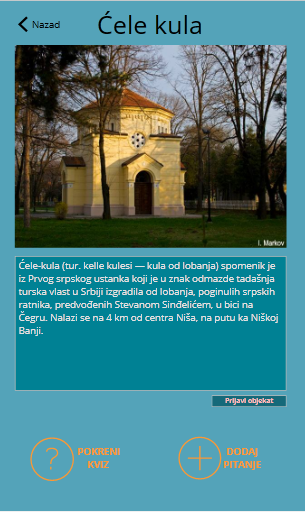 Nazad
Ćele kula
I. Markov
Ćele-kula (tur. kelle kulesi — kula od lobanja) spomenik je
iz Prvog srpskog ustanka koji je u znak odmazde tadašnja
turska vlast u Srbiji izgradila od lobanja, poginulih srpskih
ratnika, predvođenih Stevanom Sinđelićem, u bici na
Čegru. Nalazi se na 4 km od centra Niša, na putu ka Niškoj
Banji.
Prijavi objekat
?
POKRENI
KVIZ
DODAJ
PITANJE